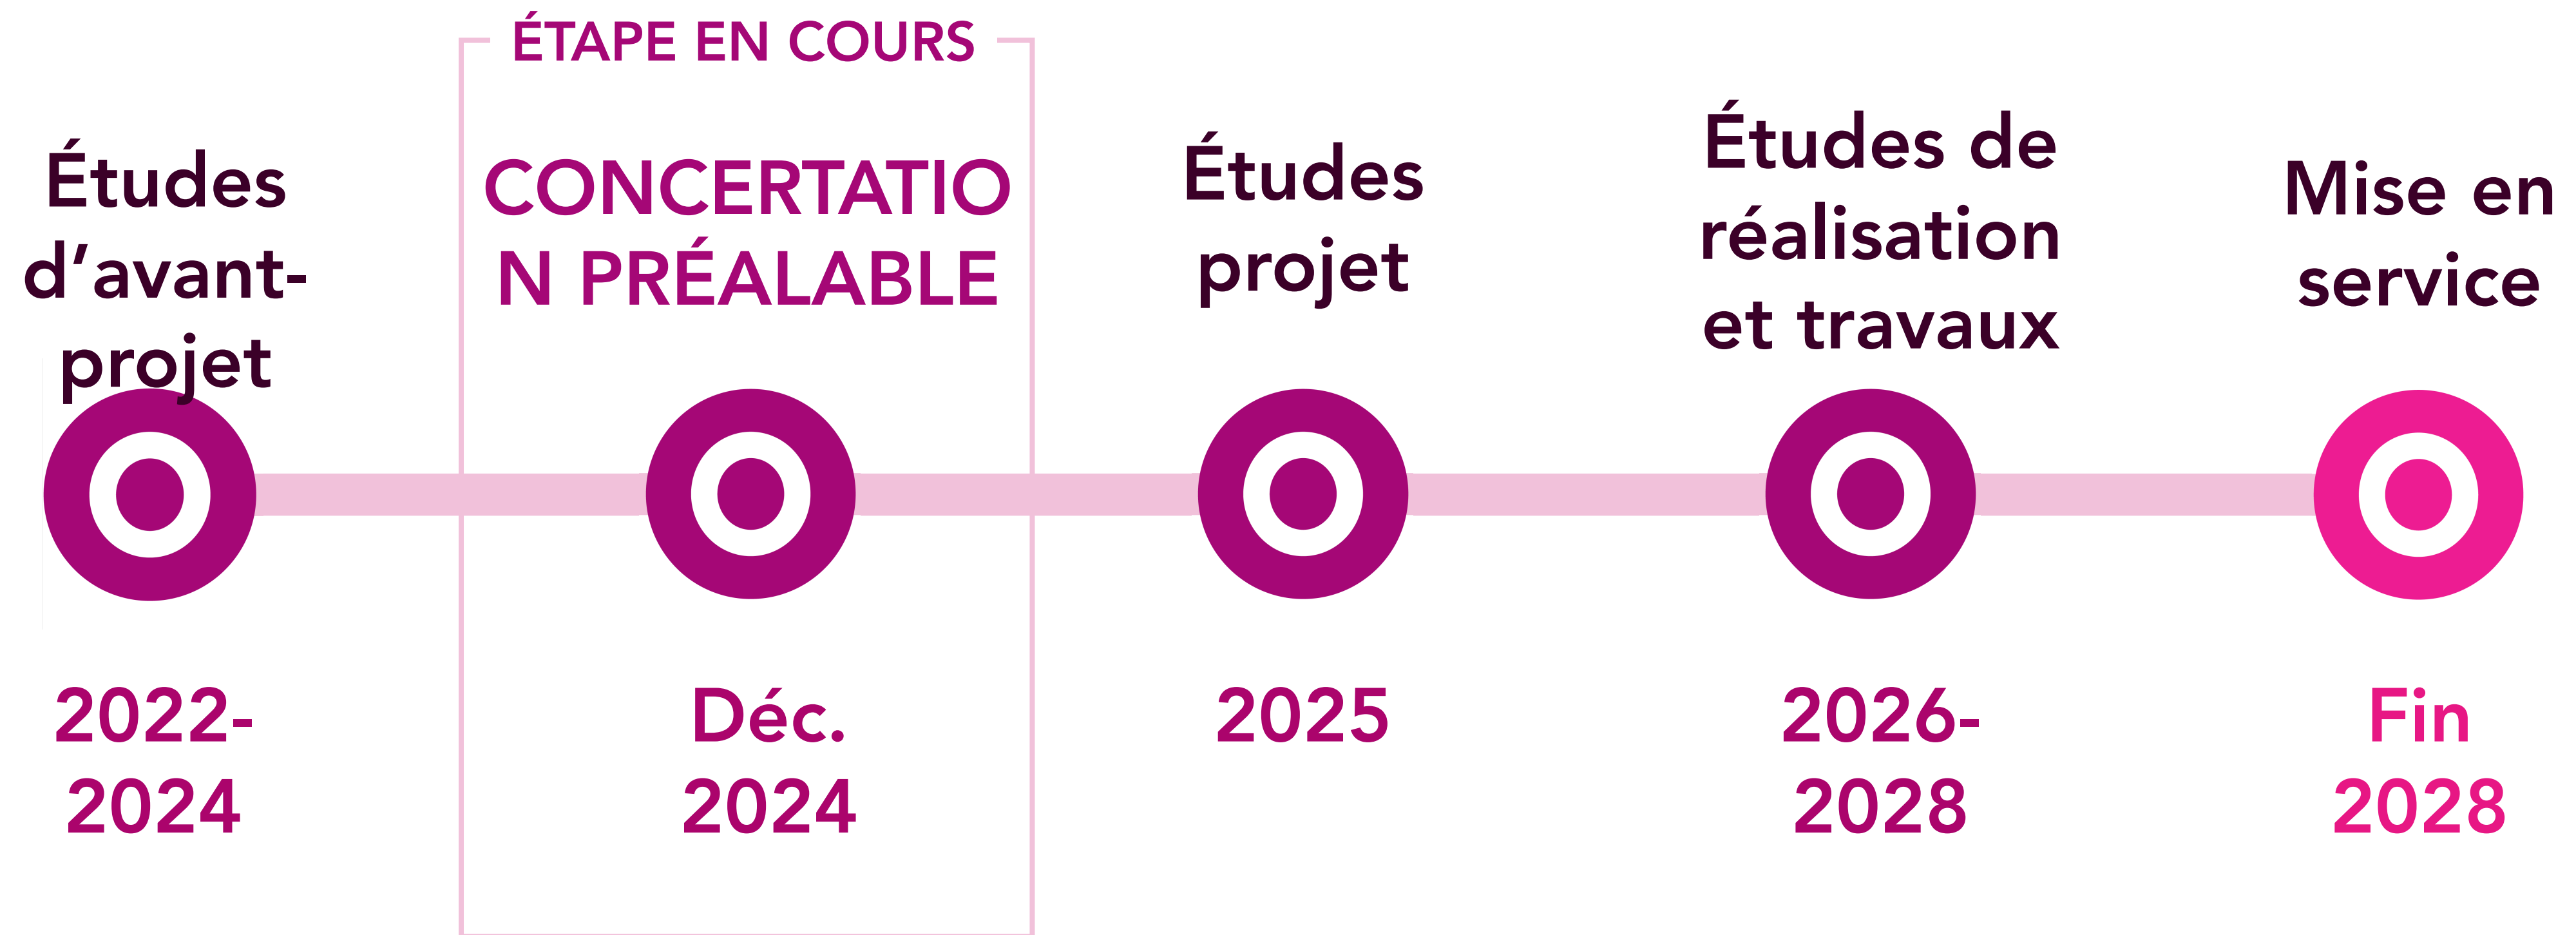 ÉTAPE EN COURS
Études
d’avant-
projet
CONCERTATIO
N PRÉALABLE
Études
projet
Études de
réalisation
et travaux
Mise en
service
2022-
2024
Déc.
2024
2025
2026-
2028
Fin
2028